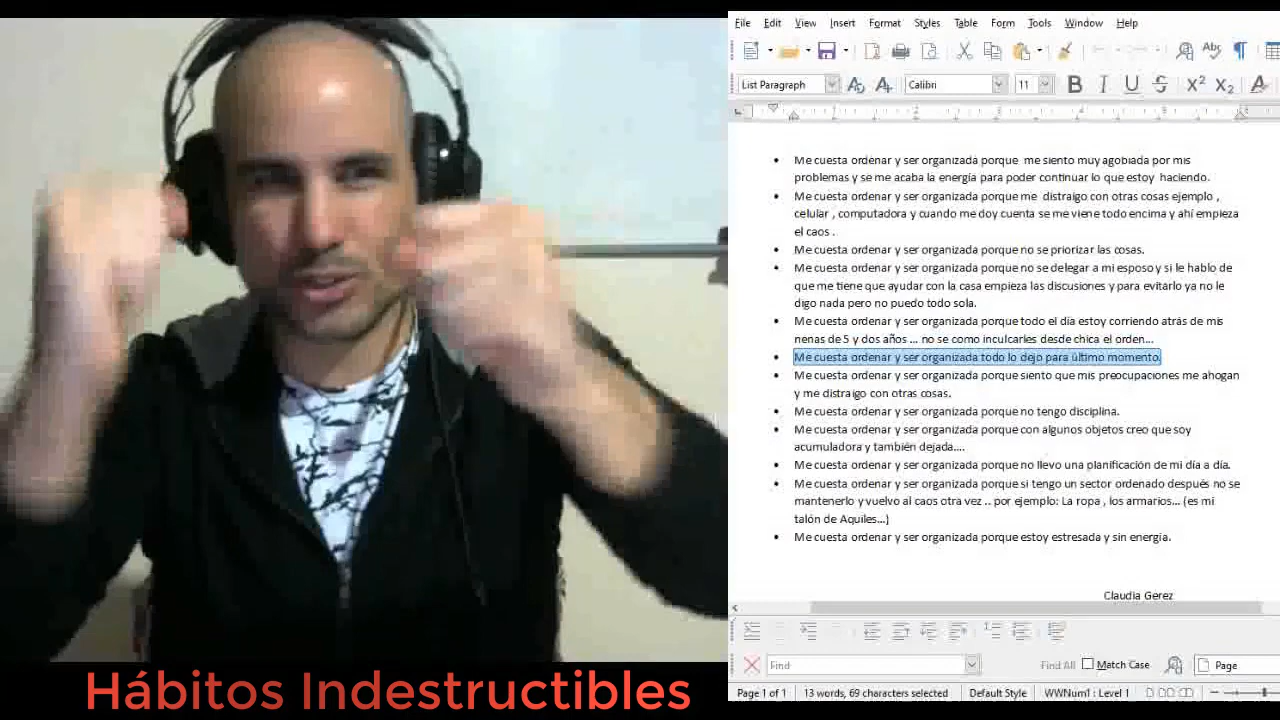 File Edit View Insert Format Styles Table Form Tools Window Help
List Paragraph Calibri 11
Me cuesta ordenar y ser organizada porque me siento muy agobiada por mis
problemas y se me acaba la energía para poder continuar lo que estoy haciendo.
Me cuesta ordenar y ser organizada porque me distraigo con otras cosas ejemplo ,
celular , computadora y cuando me doy cuenta se me viene todo encima y ahí empieza
el caos .
Me cuesta ordenar y ser organizada porque no se priorizar las cosas.
Me cuesta ordenar y ser organizada porque no se delegar a mi esposo y si le hablo de
que me tiene que ayudar con la casa empieza las discusiones y para evitarlo ya no le
digo nada pero no puedo todo sola.
Me cuesta ordenar y ser organizada porque todo el día estoy corriendo atrás de mis
nenas de 5 y dos años ... no se como inculcarles desde chica el orden...
Me cuesta ordenar y ser organizada todo lo dejo para último momento.
Me cuesta ordenar y ser organizada porque siento que mis preocupaciones me ahogan
y me distraigo con otras cosas.
Me cuesta ordenar y ser organizada porque no tengo disciplina.
Me cuesta ordenar y ser organizada porque con algunos objetos creo que soy
acumuladora y también dejada....
Me cuesta ordenar y ser organizada porque no llevo una planificación de mi día a día.
Me cuesta ordenar y ser organizada porque si tengo un sector ordenado después no se
mantenerlo y vuelvo al caos otra vez .. por ejemplo: La ropa , los armarios... (es mi
talón de Aquiles...)
Me cuesta ordenar y ser organizada porque estoy estresada y sin energía.
Claudia Gerez
Find Find All Match Case Page
Page 1 of 1 13 words, 69 characters selected Default Style WWNum1 : Level 1
Hábitos Indestructibles